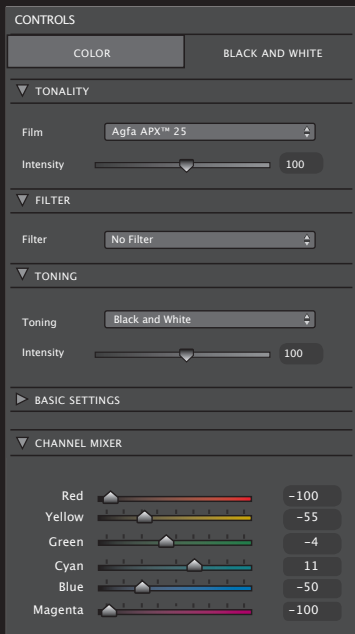 CONTROLS
COLOR BLACK AND WHITE
TONALITY
Film Agfa APX™ 25
Intensity 100
FILTER
Filter No Filter
TONING
Toning Black and White
Intensity 100
BASIC SETTINGS
CHANNEL MIXER
Red -100
Yellow -55
Green -4
Cyan 11
Blue -50
Magenta -100